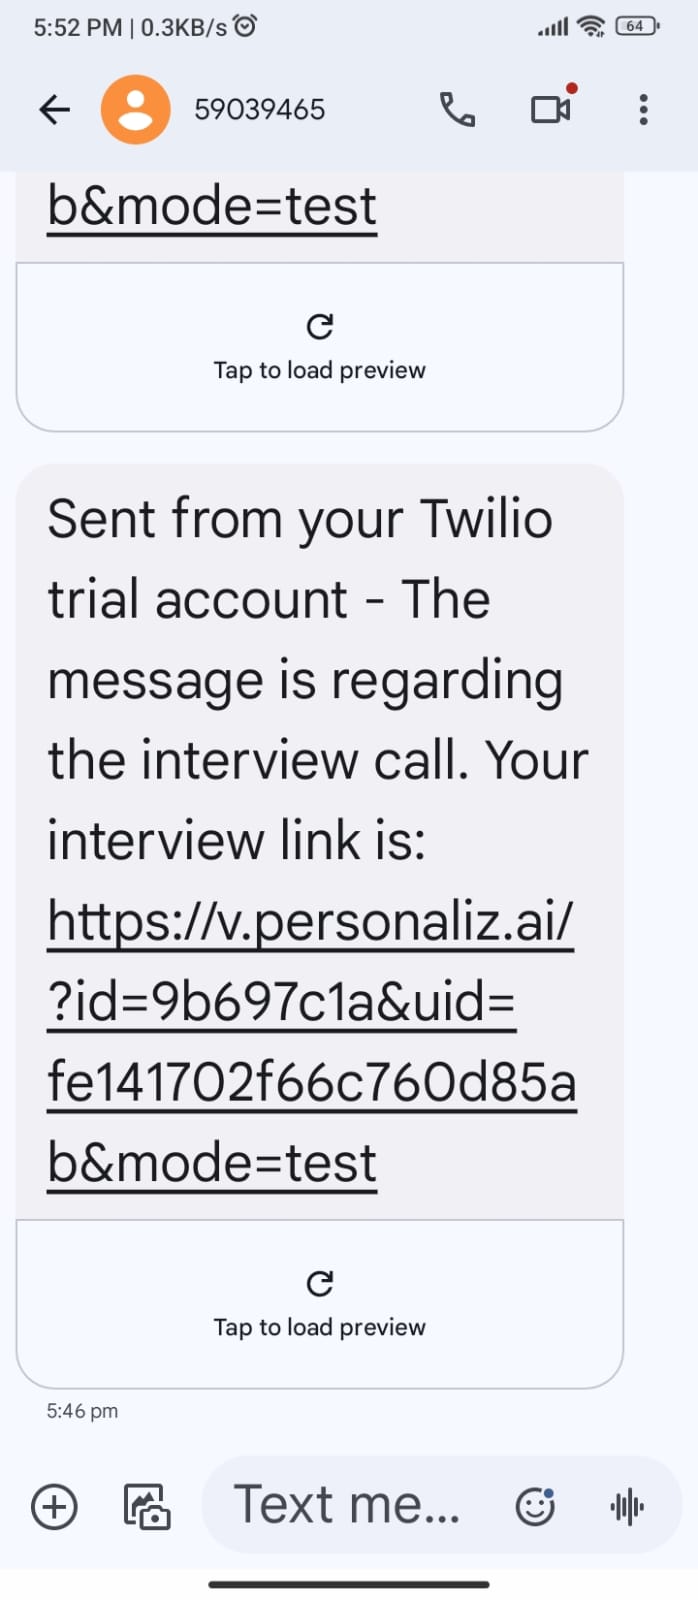 5:52 PM | 0.3KB/s
64
59039465
b&mode=test
Tap to load preview
Sent from your Twilio
trial account - The
message is regarding
the interview call. Your
interview link is:
https://v.personaliz.ai/
?id=9b697c1a&uid=
fe141702f66c760d85a
b&mode=test
Tap to load preview
5:46 pm
Text me...